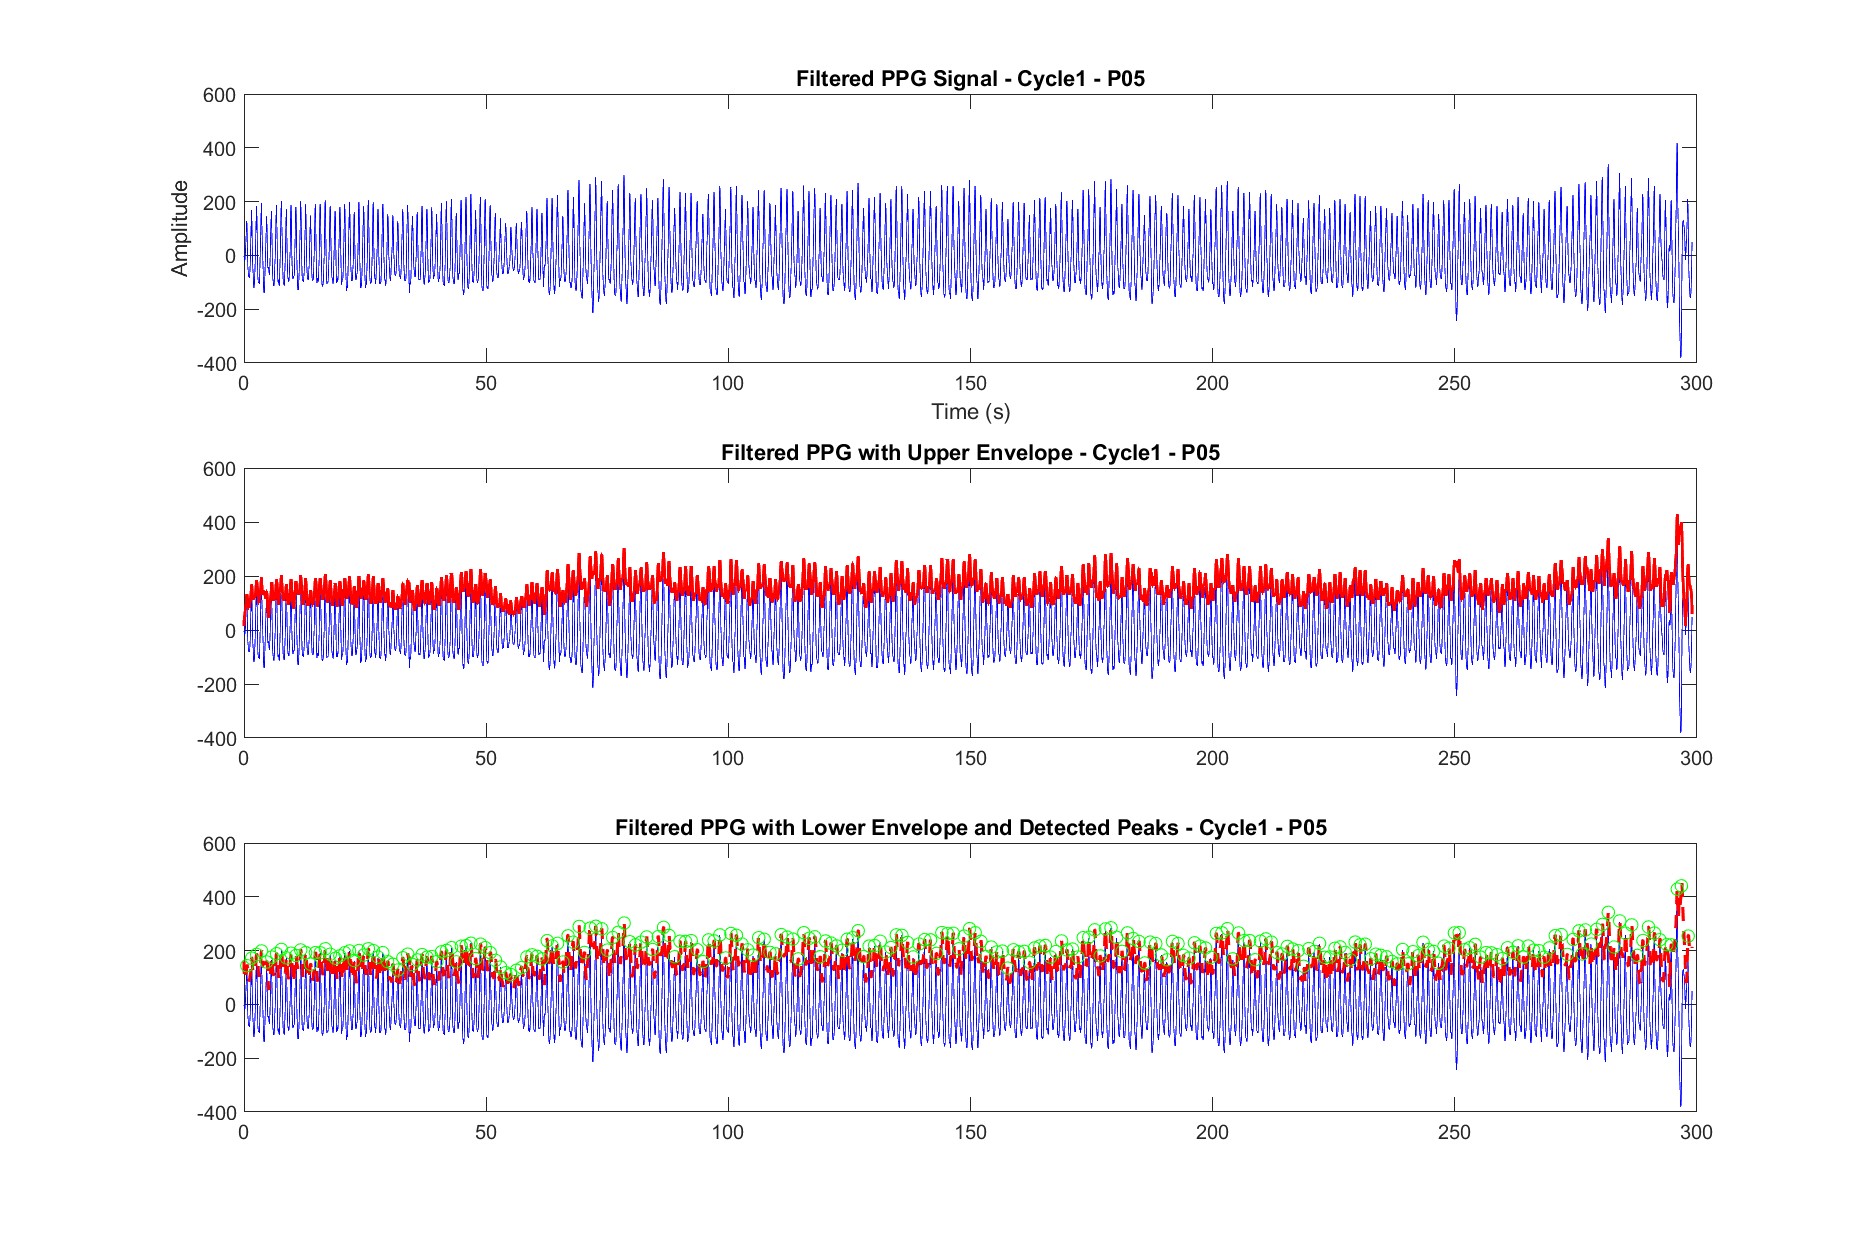 Filtered PPG Signal - Cycle1 - P05
600
400
200
0
-200
-400
Amplitude
0 50 100 150 200 250 300
Time (s)
Filtered PPG with Upper Envelope - Cycle1 - P05
600
400
200
0
-200
-400
0 50 100 150 200 250 300
Filtered PPG with Lower Envelope and Detected Peaks - Cycle1 - P05
600
400
200
0
-200
-400
0 50 100 150 200 250 300